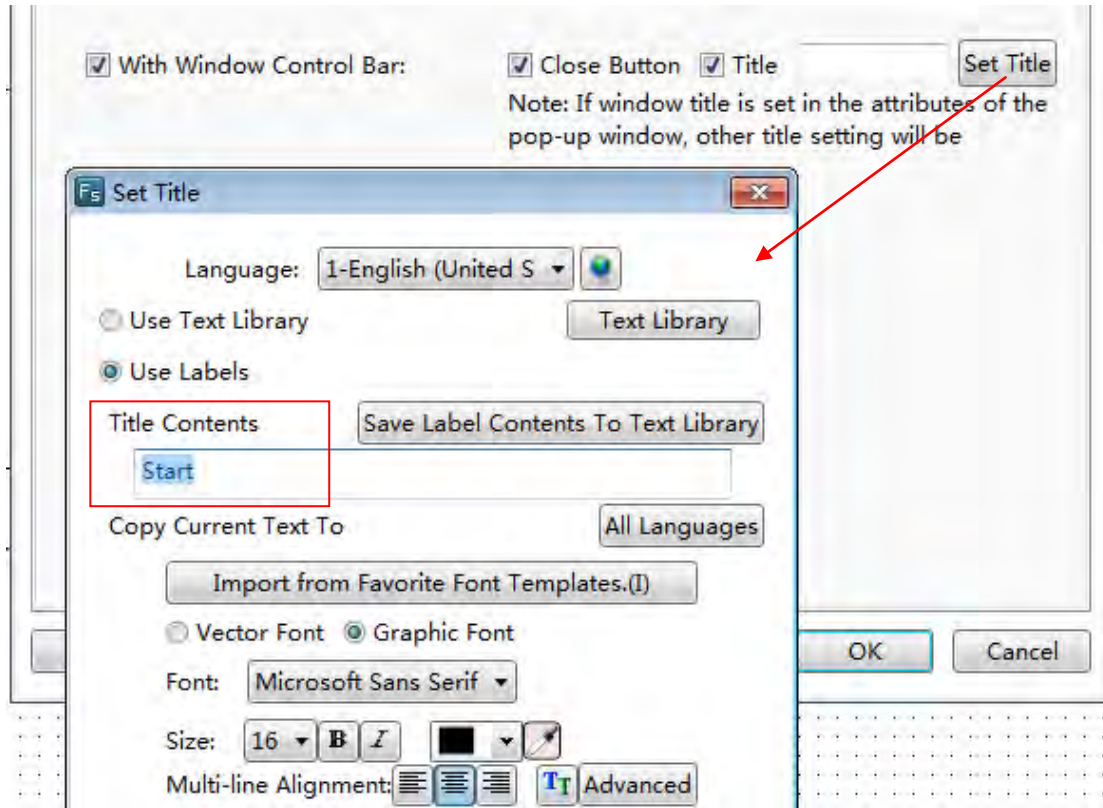 With Window Control Bar: Close Button Title Set Title
Note: If window title is set in the attributes of the
pop-up window, other title setting will be
Fs Set Title
Language: 1-English (United S
Use Text Library Text Library
Use Labels
Title Contents Save Label Contents To Text Library
Start
Copy Current Text To All Languages
Import from Favorite Font Templates.(I)
Vector Font Graphic Font
OK Cancel
Font: Microsoft Sans Serif
Size: 16 B I
Multi-line Alignment: TT Advanced